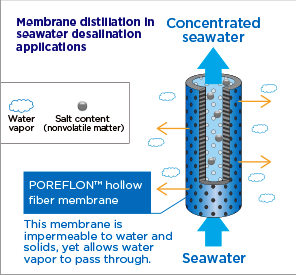 Membrane distillation in
seawater desalination
applications
Concentrated
seawater
Water
vapor
Salt content
(nonvolatile matter)
POREFLON™ hollow
fiber membrane
This membrane is
impermeable to water and
solids, yet allows water
vapor to pass through.
Seawater